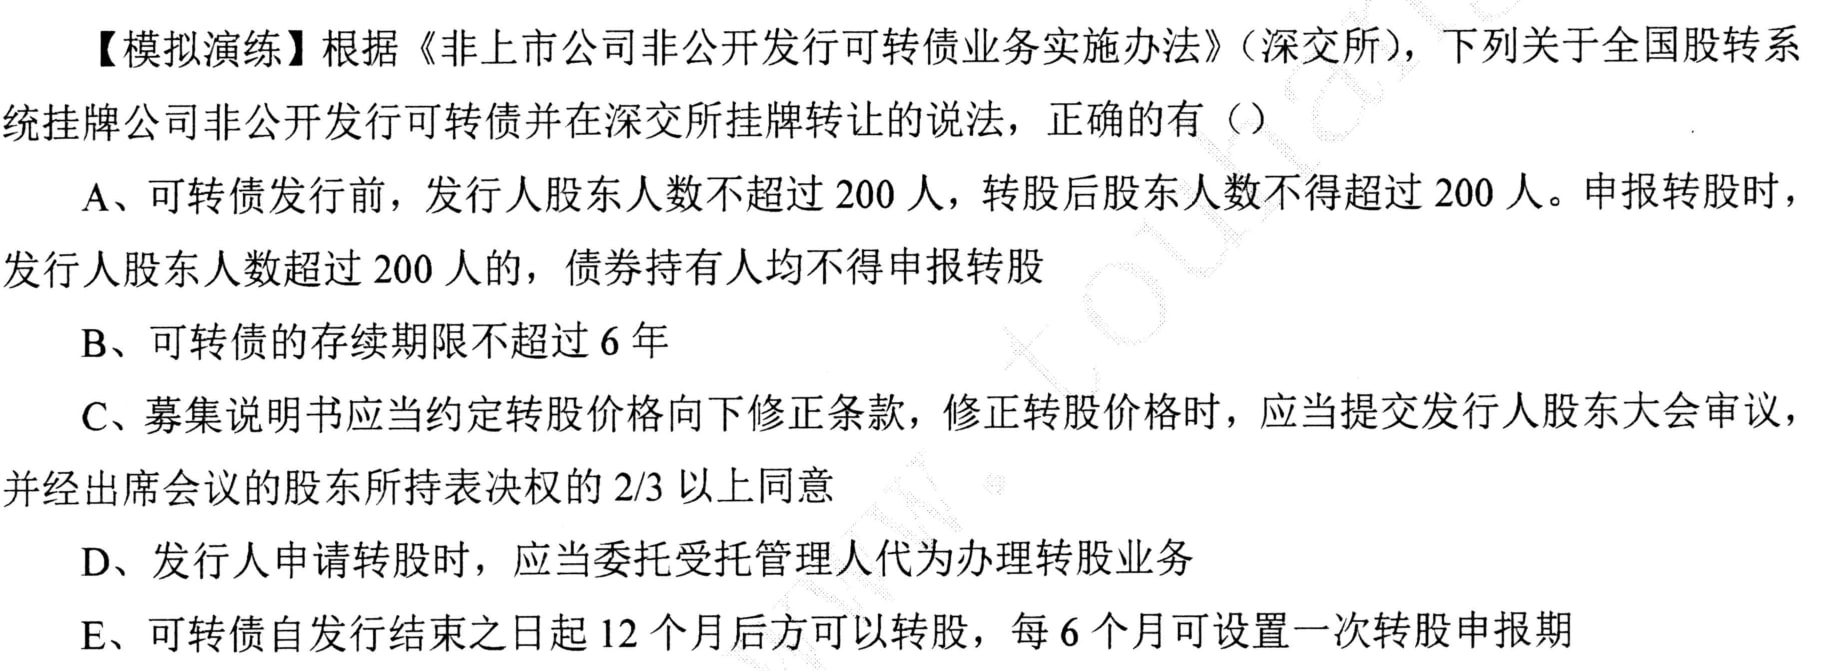 【模拟演练】根据《非上市公司非公开发行可转债业务实施办法》（深交所），下列关于全国股转系
统挂牌公司非公开发行可转债并在深交所挂牌转让的说法，正确的有（）
A、可转债发行前，发行人股东人数不超过 200 人，转股后股东人数不得超过 200 人。申报转股时，
发行人股东人数超过 200 人的，债券持有人均不得申报转股
B、可转债的存续期限不超过 6 年
C、募集说明书应当约定转股价格向下修正条款，修正转股价格时，应当提交发行人股东大会审议，
并经出席会议的股东所持表决权的 2/3 以上同意
D、发行人申请转股时，应当委托受托管理人代为办理转股业务
E、可转债自发行结束之日起 12 个月后方可以转股，每 6 个月可设置一次转股申报期